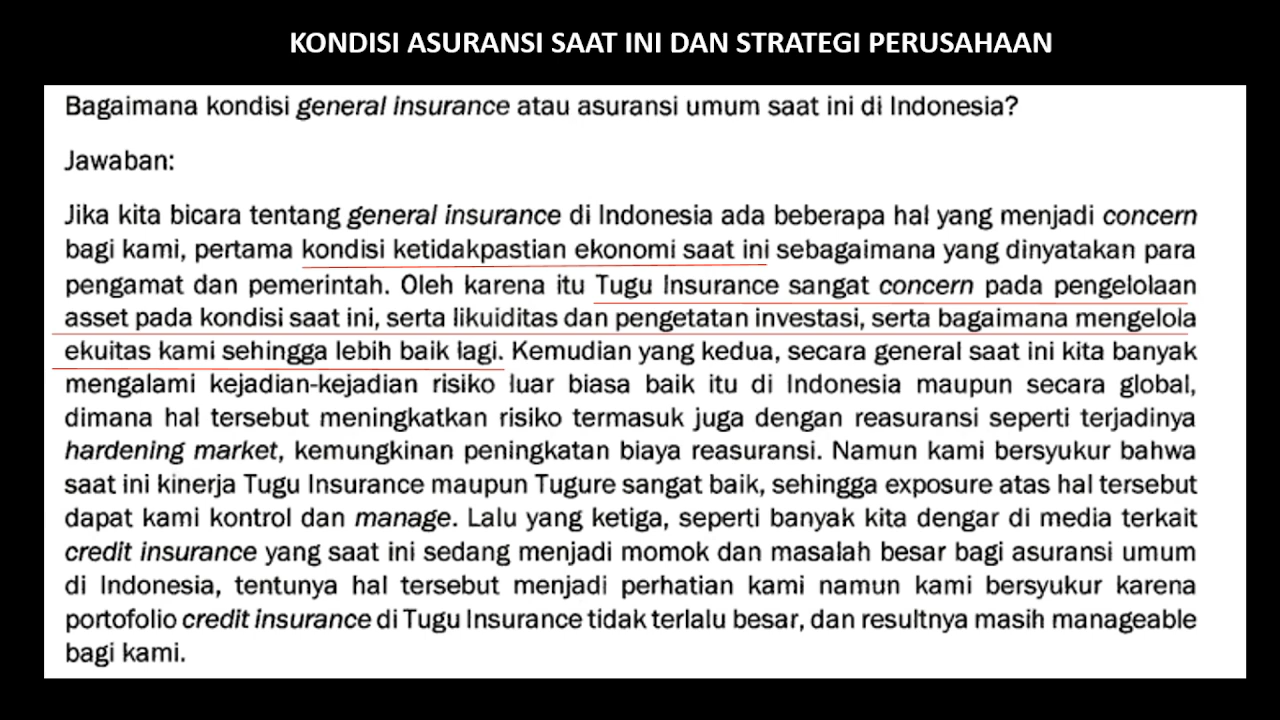 KONDISI ASURANSI SAAT INI DAN STRATEGI PERUSAHAAN
Bagaimana kondisi general insurance atau asuransi umum saat ini di Indonesia?
Jawaban:
Jika kita bicara tentang general insurance di Indonesia ada beberapa hal yang menjadi concern
bagi kami, pertama kondisi ketidakpastian ekonomi saat ini sebagaimana yang dinyatakan para
pengamat dan pemerintah. Oleh karena itu Tugu Insurance sangat concern pada pengelolaan
asset pada kondisi saat ini, serta likuiditas dan pengetatan investasi, serta bagaimana mengelola
ekuitas kami sehingga lebih baik lagi. Kemudian yang kedua, secara general saat ini kita banyak
mengalami kejadian-kejadian risiko luar biasa baik itu di Indonesia maupun secara global,
dimana hal tersebut meningkatkan risiko termasuk juga dengan reasuransi seperti terjadinya
hardening market, kemungkinan peningkatan biaya reasuransi. Namun kami bersyukur bahwa
saat ini kinerja Tugu Insurance maupun Tugure sangat baik, sehingga exposure atas hal tersebut
dapat kami kontrol dan manage. Lalu yang ketiga, seperti banyak kita dengar di media terkait
credit insurance yang saat ini sedang menjadi momok dan masalah besar bagi asuransi umum
di Indonesia, tentunya hal tersebut menjadi perhatian kami namun kami bersyukur karena
portofolio credit insurance di Tugu Insurance tidak terlalu besar, dan resultnya masih manageable
bagi kami.